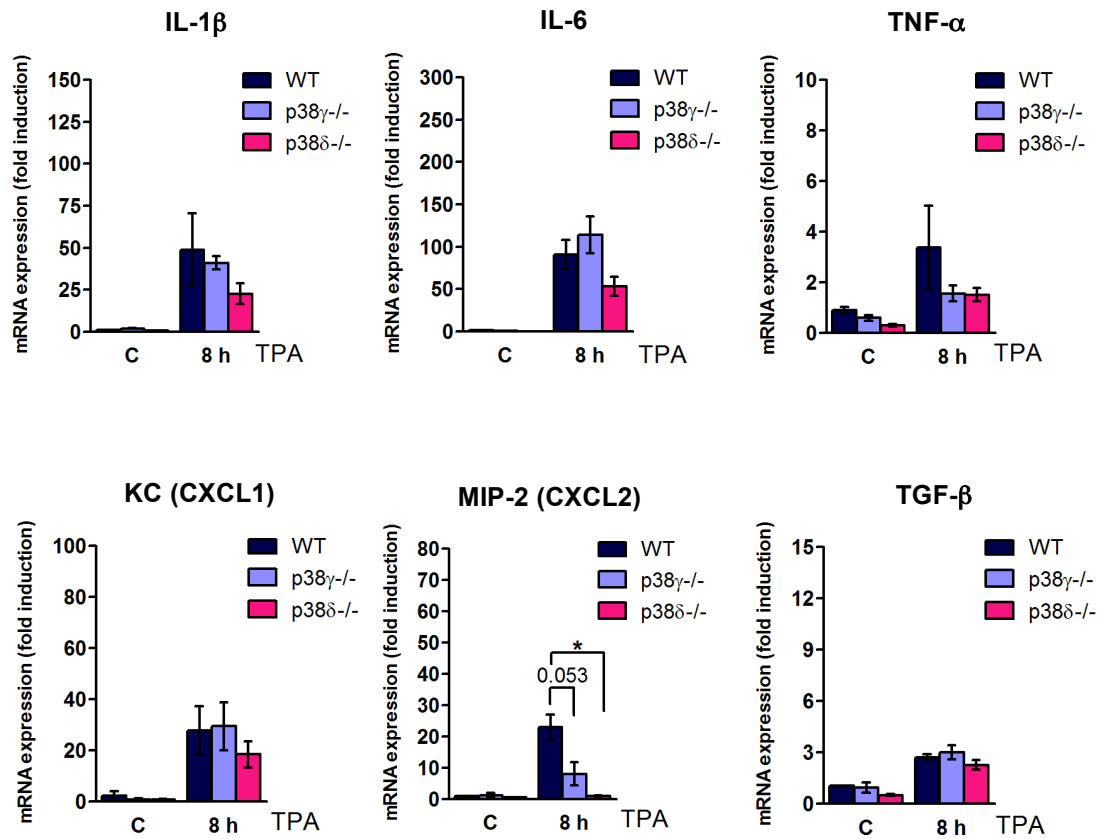 IL-1β
mRNA expression (fold induction)
150
125
100
75
50
25
0
WT
p38γ-/-
p38δ-/-
C
8 h
TPA
IL-6
mRNA expression (fold induction)
300
250
200
150
100
50
0
WT
p38γ-/-
p38δ-/-
C
8 h
TPA
TNF-α
mRNA expression (fold induction)
10
8
6
4
2
0
WT
p38γ-/-
p38δ-/-
C
8 h
TPA
KC (CXCL1)
mRNA expression (fold induction)
100
80
60
40
20
0
WT
p38γ-/-
p38δ-/-
C
8 h
TPA
MIP-2 (CXCL2)
mRNA expression (fold induction)
80
70
60
50
40
30
20
10
0
WT
p38γ-/-
p38δ-/-
*
0.053
C
8 h
TPA
TGF-β
mRNA expression (fold induction)
15
12
9
6
3
0
WT
p38γ-/-
p38δ-/-
C
8 h
TPA